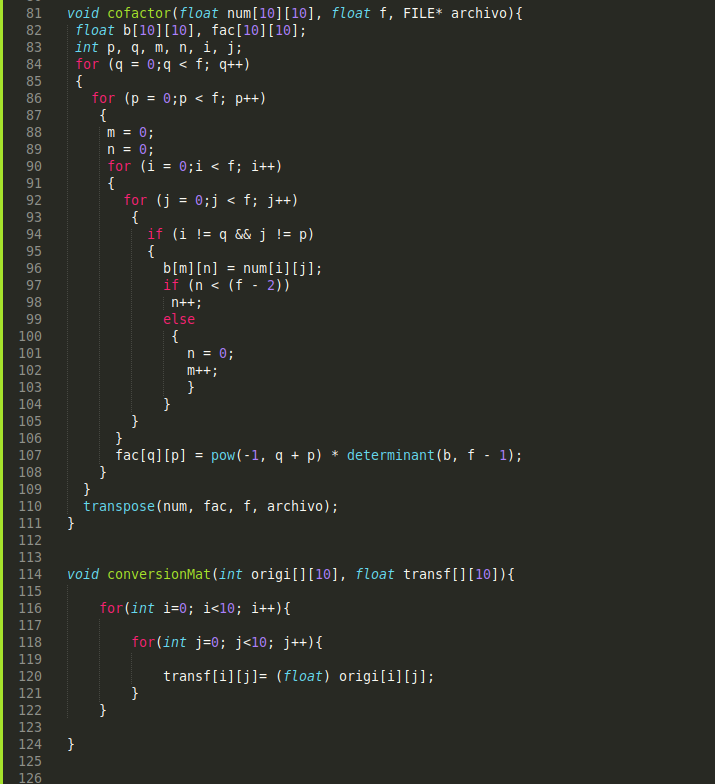 81 void cofactor(float num[10][10], float f, FILE* archivo){
82 float b[10][10], fac[10][10];
83 int p, q, m, n, i, j;
84 for (q = 0;q < f; q++)
85 {
86 for (p = 0;p < f; p++)
87 {
88 m = 0;
89 n = 0;
90 for (i = 0;i < f; i++)
91 {
92 for (j = 0;j < f; j++)
93 {
94 if (i != q && j != p)
95 {
96 b[m][n] = num[i][j];
97 if (n < (f - 2))
98 n++;
99 else
100 {
101 n = 0;
102 m++;
103 }
104 }
105 }
106 }
107 fac[q][p] = pow(-1, q + p) * determinant(b, f - 1);
108 }
109 }
110 transpose(num, fac, f, archivo);
111 }
112
113
114 void conversionMat(int origi[][10], float transf[][10]){
115
116 for(int i=0; i<10; i++){
117
118 for(int j=0; j<10; j++){
119
120 transf[i][j]= (float) origi[i][j];
121 }
122 }
123
124 }
125
126